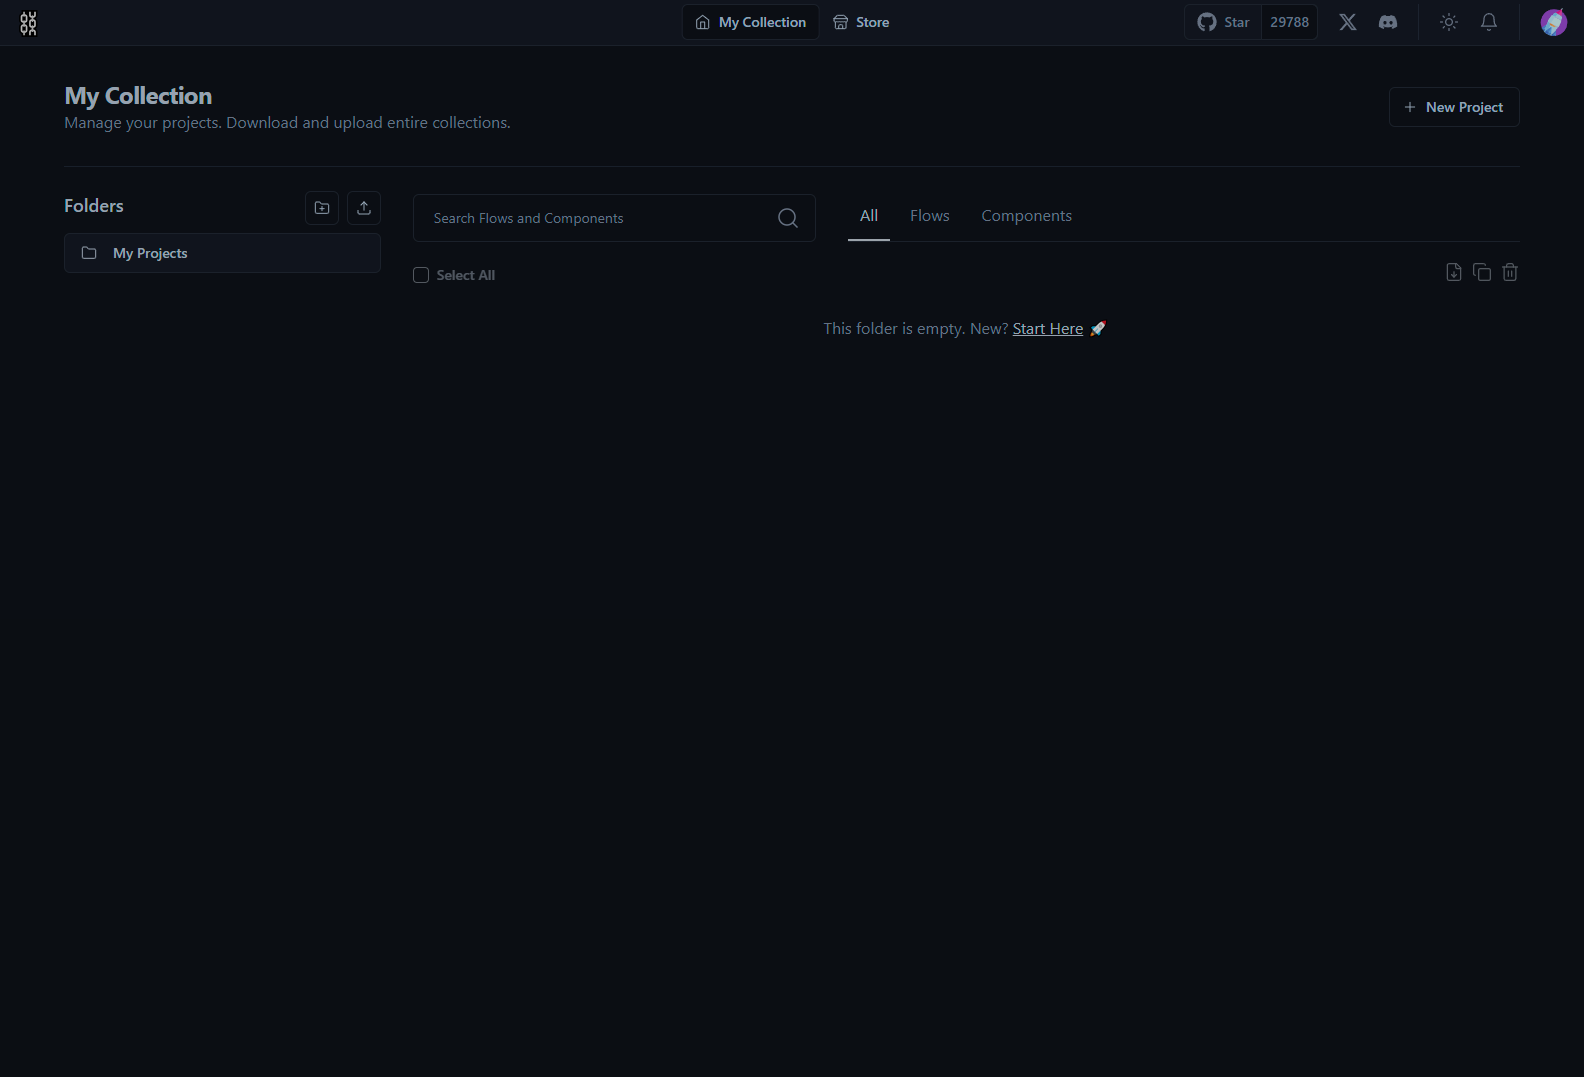 My Collection
Store
Star
29788
My Collection
Manage your projects. Download and upload entire collections.
New Project
Folders
My Projects
Search Flows and Components
All
Flows
Components
Select All
This folder is empty. New? Start Here 🚀